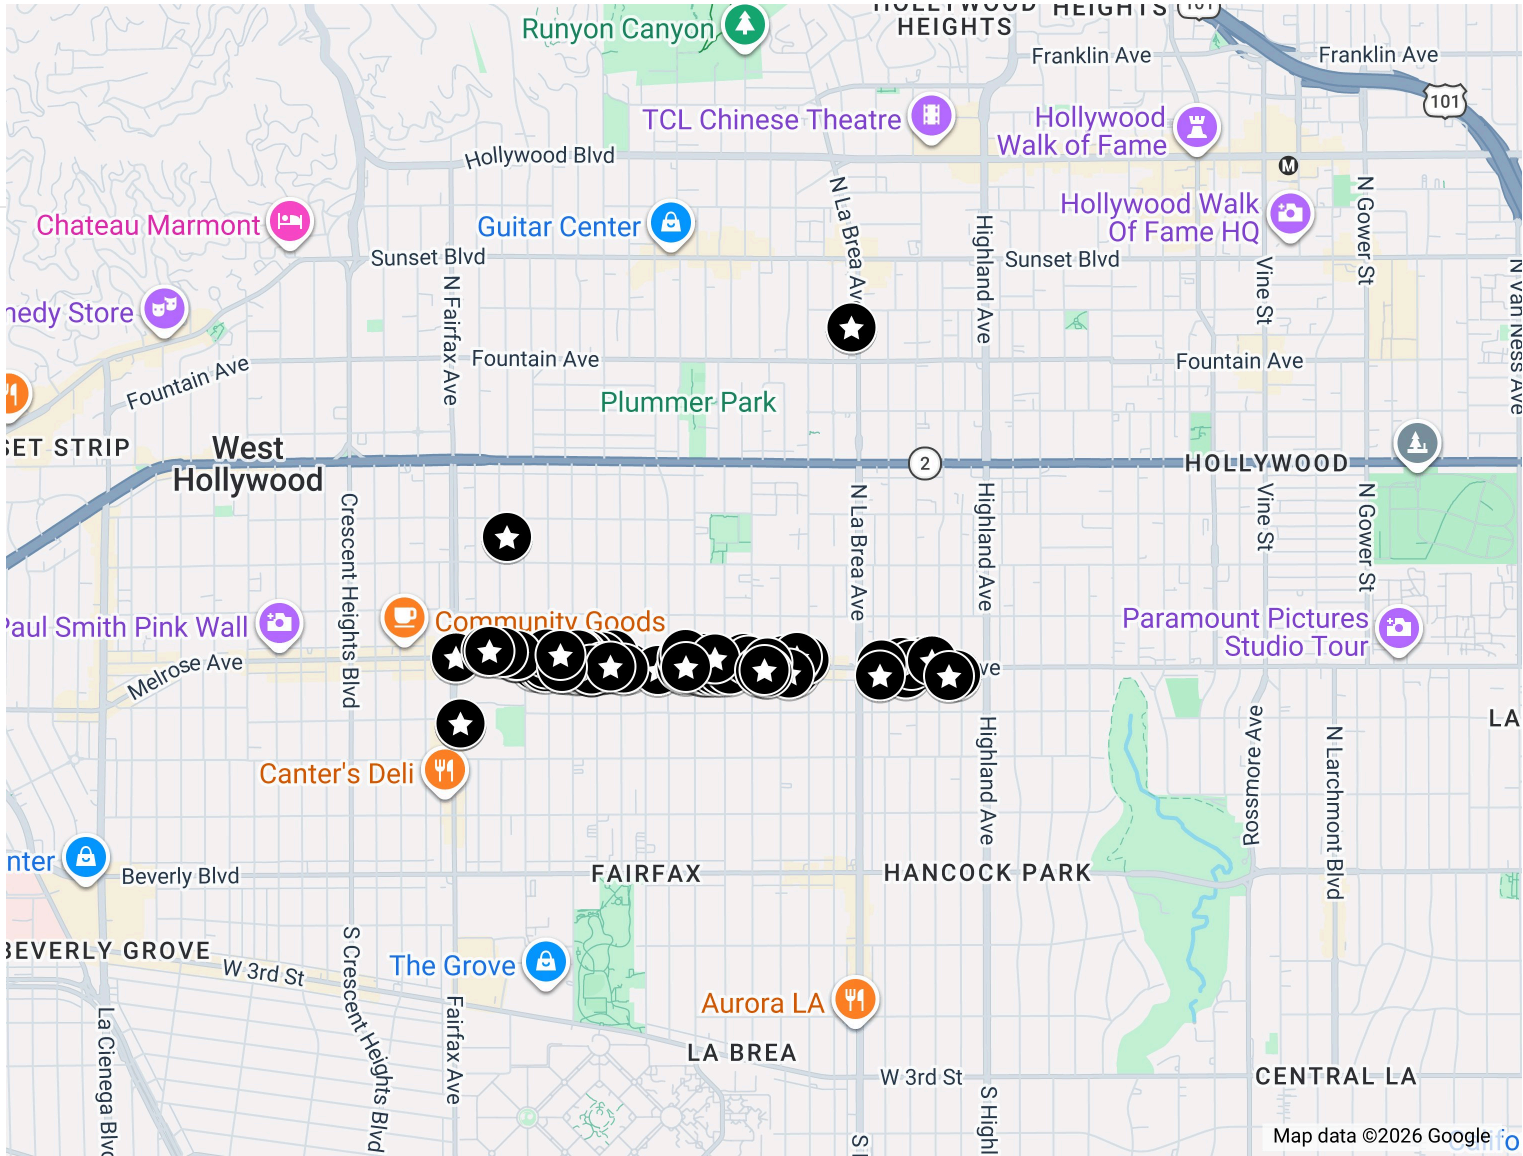 HOLLYWOOD
HEIGHTS
HEIGHTS
101
Runyon Canyon
Franklin Ave
Franklin Ave
101
TCL Chinese Theatre
Hollywood
Walk of Fame
Hollywood Blvd
M
N La Brea Ave
N Gower St
Chateau Marmont
Guitar Center
Hollywood Walk
Of Fame HQ
Highland Ave
Sunset Blvd
Sunset Blvd
Vine St
N Van Ness Ave
N Fairfax Ave
nedy Store
Fountain Ave
Fountain Ave
Fountain Ave
Plummer Park
SET STRIP
West
Hollywood
2
HOLLYWOOD
Crescent Heights Blvd
N La Brea Ave
Highland Ave
Vine St
N Gower St
Paul Smith Pink Wall
Community Goods
Paramount Pictures
Studio Tour
Melrose Ave
ve
LA
Highland Ave
Rossmore Ave
N Larchmont Blvd
Canter's Deli
nter
Beverly Blvd
FAIRFAX
HANCOCK PARK
BEVERLY GROVE
W 3rd St
S Crescent Heights Blvd
The Grove
Fairfax Ave
Aurora LA
La Cienega Blvd
LA BREA
W 3rd St
CENTRAL LA
S Highl
S
Map data ©2026 Google